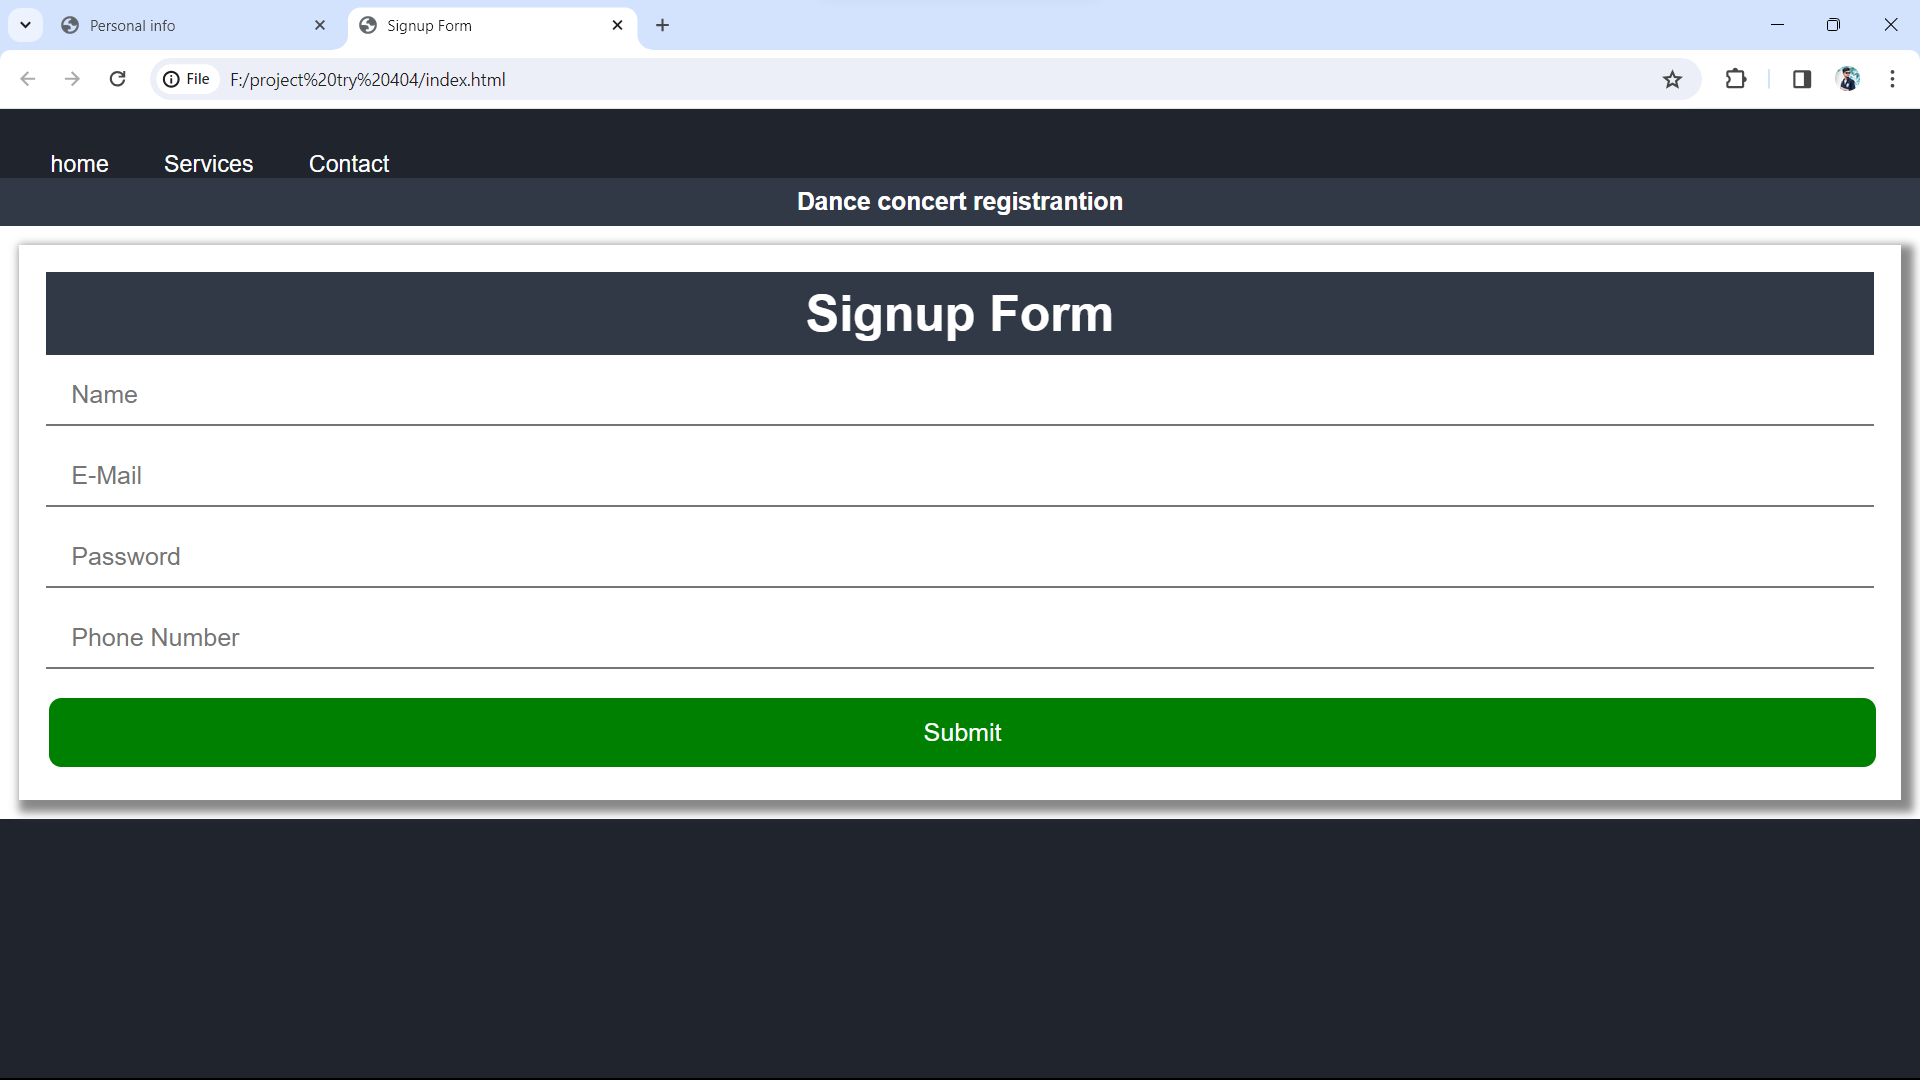 Personal info
Signup Form
File
F:/project%20try%20404/index.html
home Services Contact
Dance concert registrantion
Signup Form
Name
E-Mail
Password
Phone Number
Submit